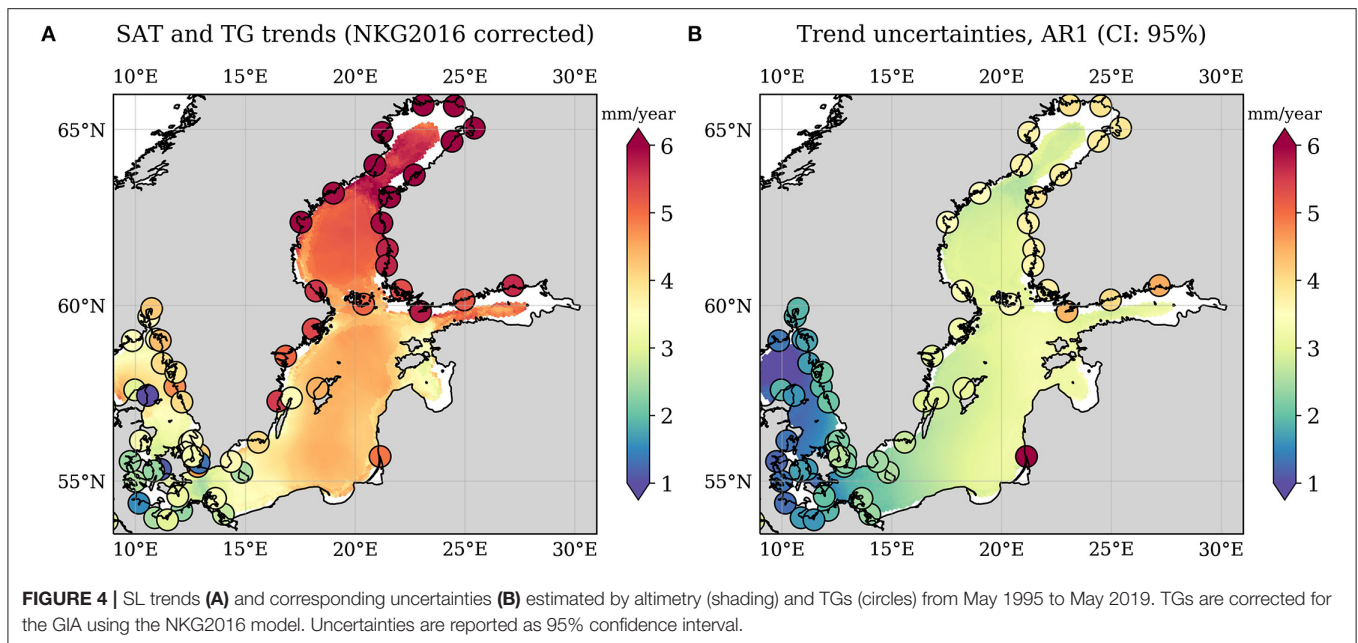 A SAT and TG trends (NKG2016 corrected)
10°E 15°E 20°E 25°E 30°E
mm/year
65°N
60°N
55°N
6
5
4
3
2
1
10°E 15°E 20°E 25°E 30°E
B Trend uncertainties, AR1 (CI: 95%)
10°E 15°E 20°E 25°E 30°E
mm/year
65°N
60°N
55°N
6
5
4
3
2
1
10°E 15°E 20°E 25°E 30°E
FIGURE 4 | SL trends (A) and corresponding uncertainties (B) estimated by altimetry (shading) and TGs (circles) from May 1995 to May 2019. TGs are corrected for
the GIA using the NKG2016 model. Uncertainties are reported as 95% confidence interval.